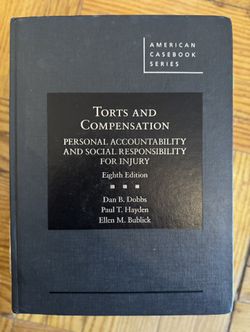 AMERICAN
CASEBOOK
SERIES
TORTS AND
COMPENSATION
PERSONAL ACCOUNTABILITY
AND SOCIAL RESPONSIBILITY
FOR INJURY
Eighth Edition
Dan B. Dobbs
Paul T. Hayden
Ellen M. Bublick